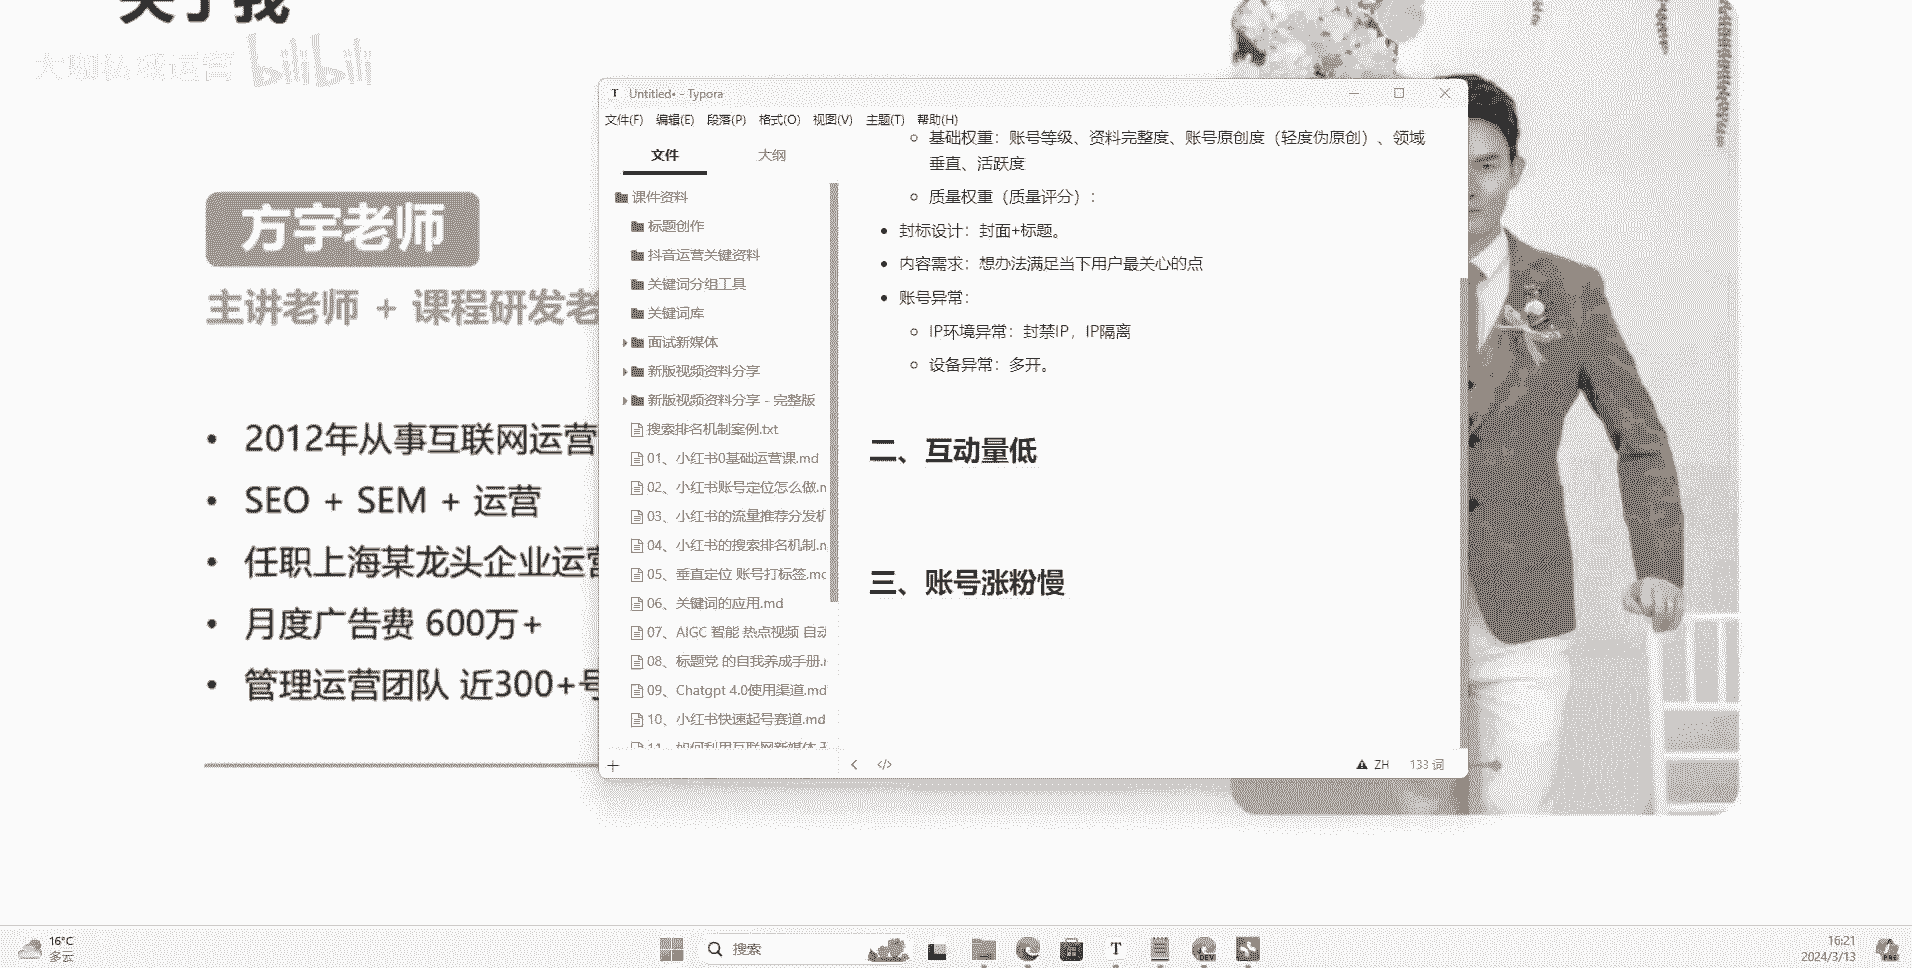 关于我
大咖私域运营 bilibili
方宇老师
主讲老师 + 课程研发老
• 2012年从事互联网运营
• SEO + SEM + 运营
• 任职上海某龙头企业运营
• 月度广告费 600万+
• 管理运营团队 近300+号
Untitled• - Typora
文件(F) 编辑(E) 段落(P) 格式(O) 视图(V) 主题(T) 帮助(H)
文件 大纲
课件资料
标题创作
抖音运营关键资料
关键词分组工具
关键词库
面试新媒体
新版视频资料分享
新版视频资料分享 - 完整版
搜索排名机制案例.txt
01、小红书0基础运营课.md
02、小红书账号定位怎么做.m
03、小红书的流量推荐分发机
04、小红书的搜索排名机制.m
05、垂直定位 账号打标签.mc
06、关键词的应用.md
07、AIGC 智能 热点视频 自动
08、标题党 的自我养成手册.r
09、Chatgpt 4.0使用渠道.md
10、小红书快速起号赛道.md
11、如何利用互联网新媒体
○ 基础权重：账号等级、资料完整度、账号原创度（轻度伪原创）、领域
垂直、活跃度
○ 质量权重（质量评分）：
• 封标设计：封面+标题。
• 内容需求：想办法满足当下用户最关心的点
• 账号异常：
○ IP环境异常：封禁IP，IP隔离
○ 设备异常：多开。
二、互动量低
三、账号涨粉慢
ZH 133 词
16°C
多云
搜索
T
DEV
16:21
2024/3/13
PRE